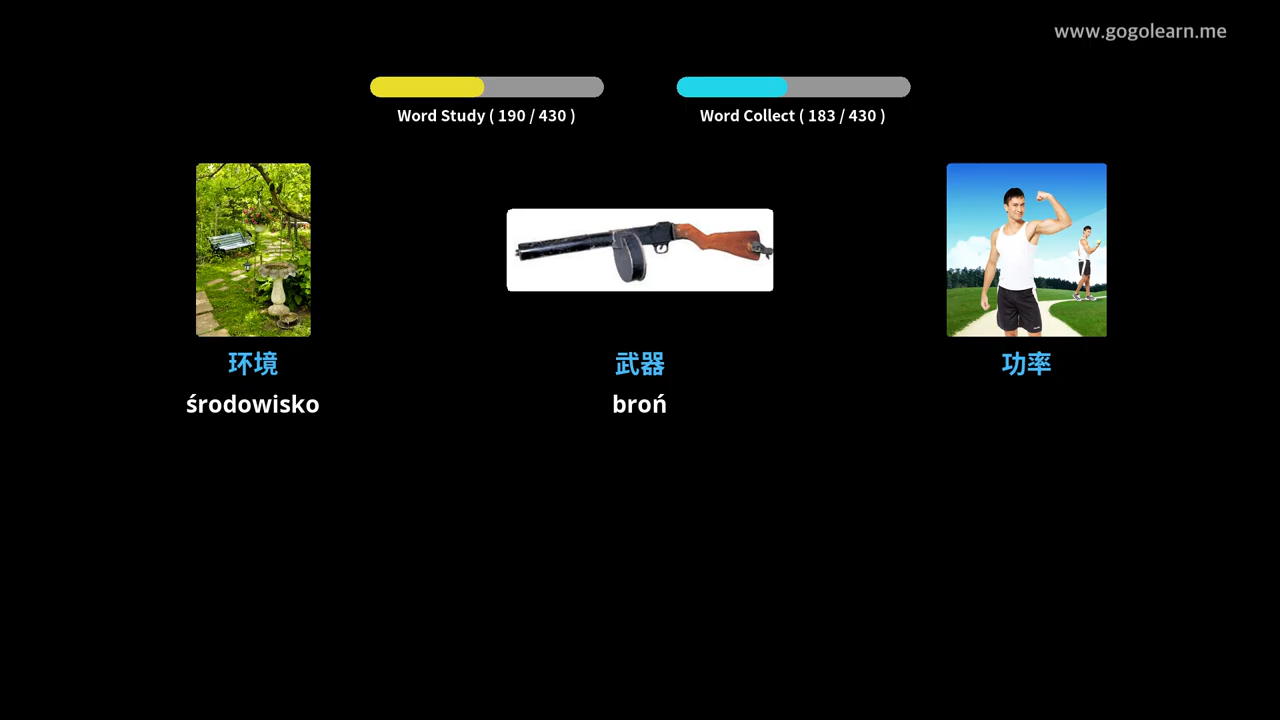 www.gogolearn.me
Word Study ( 190 / 430 )
Word Collect ( 183 / 430 )
环境
武器
功率
środowisko
broń